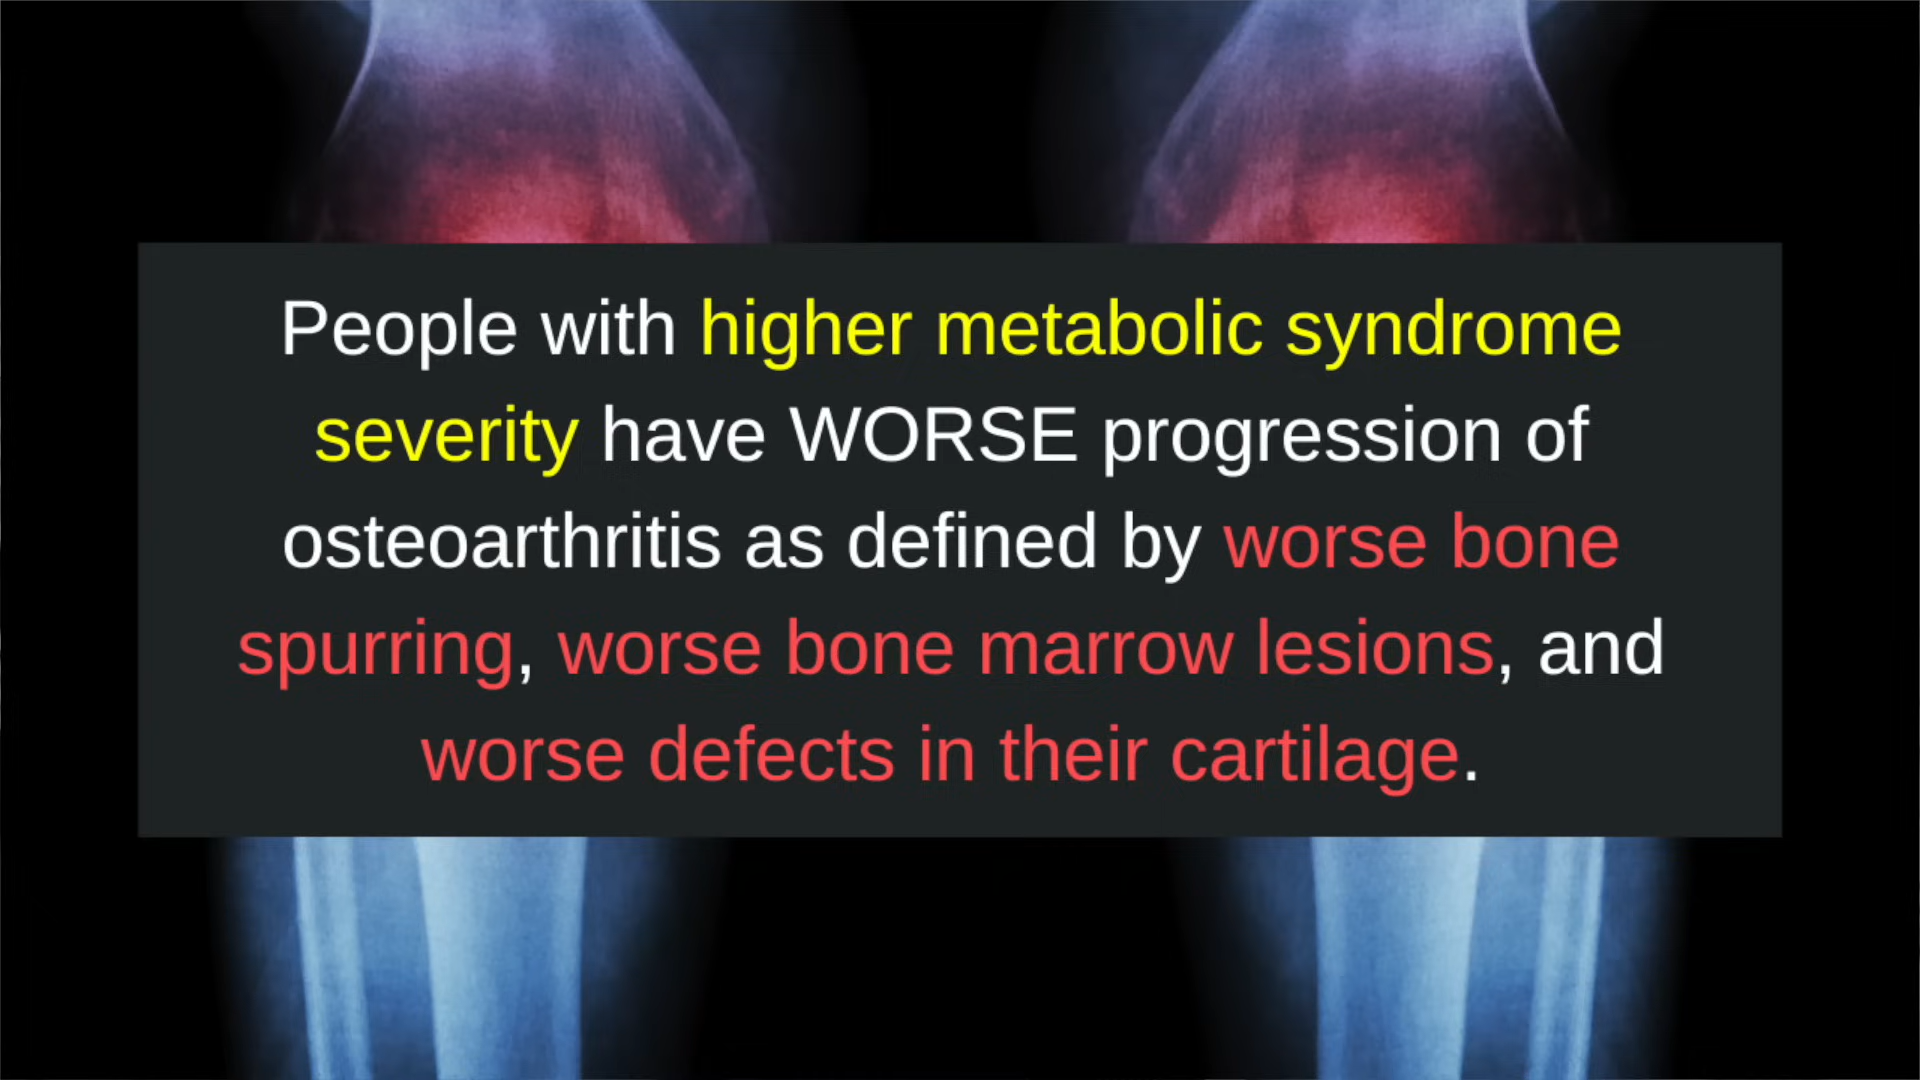 People with higher metabolic syndrome
severity have WORSE progression of
osteoarthritis as defined by worse bone
spurring, worse bone marrow lesions, and
worse defects in their cartilage.